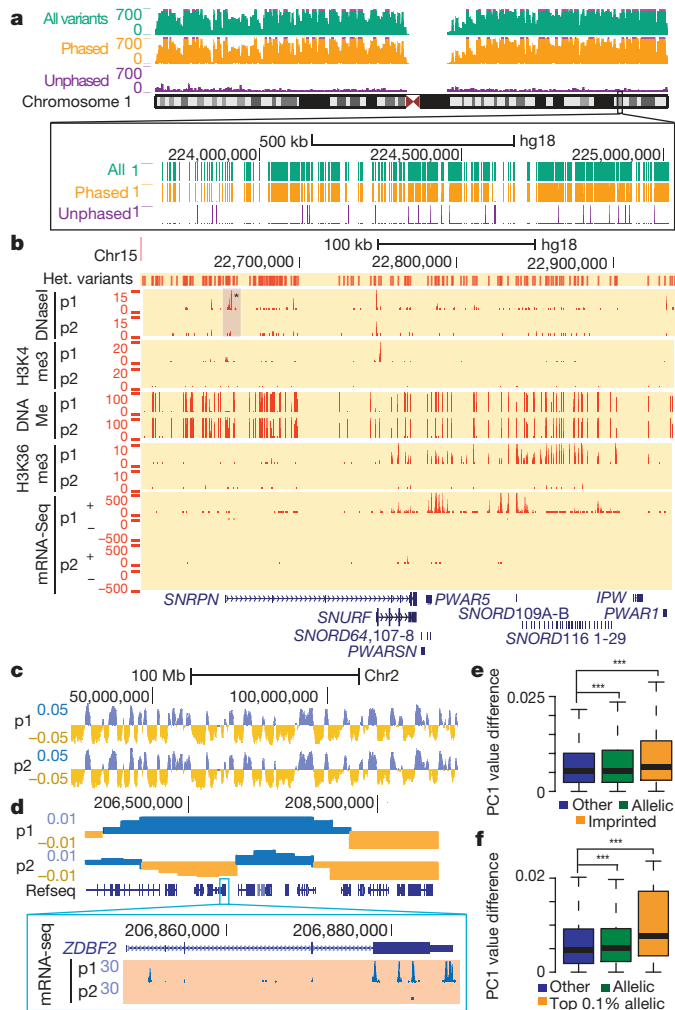 a
All variants 700
0
Phased 700
0
Unphased 700
0
Chromosome 1
500 kb hg18
224,000,000 224,500,000 225,000,000
All 1
Phased 1
Unphased 1
b
Chr15 100 kb hg18
22,700,000 22,800,000 22,900,000
Het. variants
DNaseI p1 15 0 *
p2 15 0
H3K4 me3 p1 20 0
p2 20 0
DNA Me p1 100 0
p2 100 0
H3K36 me3 p1 10 0
p2 10 0
mRNA-Seq p1 + 500 0
− −500
p2 + 500 0
− −500
SNRPN PWAR5 IPW
SNORD109A-B PWAR1
SNURF
SNORD64,107-8 SNORD116 1-29
PWARSN
c
100 Mb Chr2
50,000,000 100,000,000
p1 0.05
−0.05
p2 0.05
−0.05
d
206,500,000 208,500,000
p1 0.01
−0.01
p2 0.01
−0.01
Refseq
206,860,000 206,880,000
ZDBF2
mRNA-seq p1 30
p2 30
e
PC1 value difference
0.025
0
***
***
Other Allelic
Imprinted
f
PC1 value difference
0.02
0
***
***
Other Allelic
Top 0.1% allelic